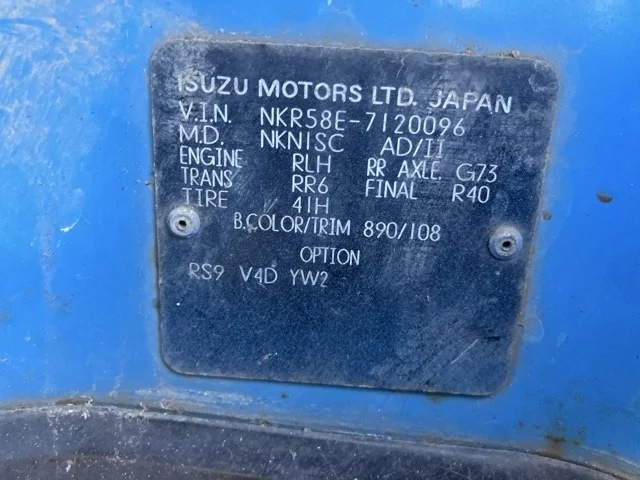 ISUZU MOTORS LTD. JAPAN
V.I.N. NKR58E-7120096
M.D. NKN1SC AD/II
ENGINE RLH RR AXLE. G73
TRANS RR6 FINAL R40
TIRE 41H
B.COLOR/TRIM 890/108
OPTION
RS9 V4D YW2